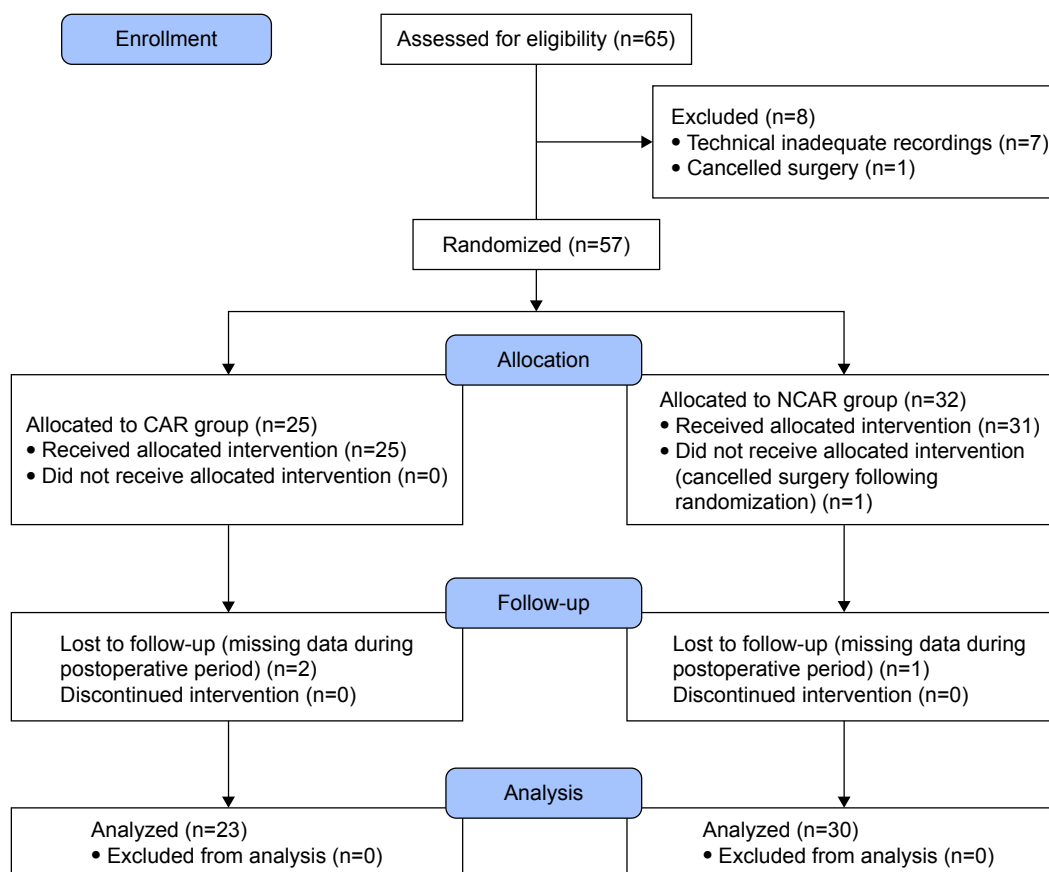 Enrollment
Assessed for eligibility (n=65)
Excluded (n=8)
• Technical inadequate recordings (n=7)
• Cancelled surgery (n=1)
Randomized (n=57)
Allocation
Allocated to CAR group (n=25)
• Received allocated intervention (n=25)
• Did not receive allocated intervention (n=0)
Allocated to NCAR group (n=32)
• Received allocated intervention (n=31)
• Did not receive allocated intervention
(cancelled surgery following
randomization) (n=1)
Follow-up
Lost to follow-up (missing data during
postoperative period) (n=2)
Discontinued intervention (n=0)
Lost to follow-up (missing data during
postoperative period) (n=1)
Discontinued intervention (n=0)
Analysis
Analyzed (n=23)
• Excluded from analysis (n=0)
Analyzed (n=30)
• Excluded from analysis (n=0)